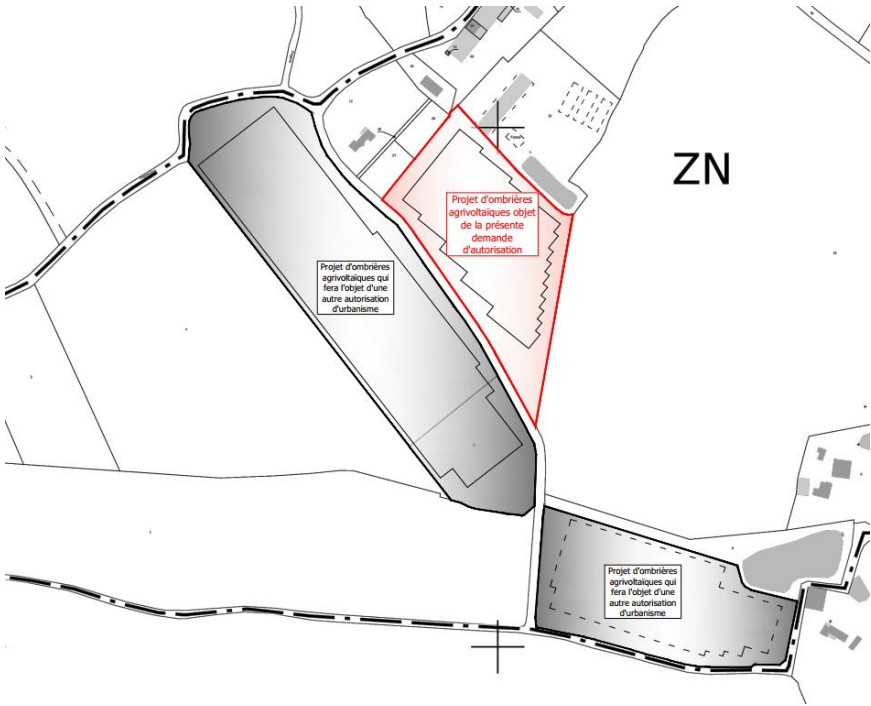 ZN
Projet d'ombrières
agrivoltaïques objet
de la présente
demande
d'autorisation
Projet d'ombrières
agrivoltaïques qui
fera l'objet d'une
autre autorisation
d'urbanisme
Projet d'ombrières
agrivoltaïques qui
fera l'objet d'une
autre autorisation
d'urbanisme